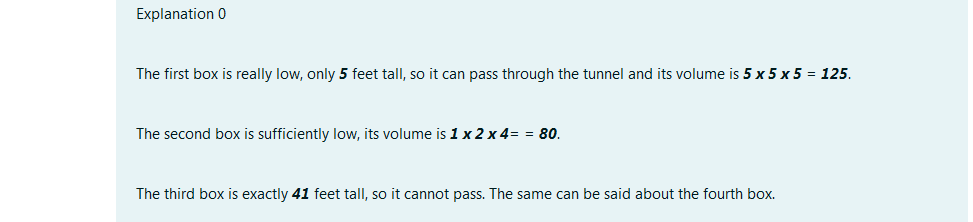 Explanation 0
The first box is really low, only 5 feet tall, so it can pass through the tunnel and its volume is 5 x 5 x 5 = 125.
The second box is sufficiently low, its volume is 1 x 2 x 4= = 80.
The third box is exactly 41 feet tall, so it cannot pass. The same can be said about the fourth box.